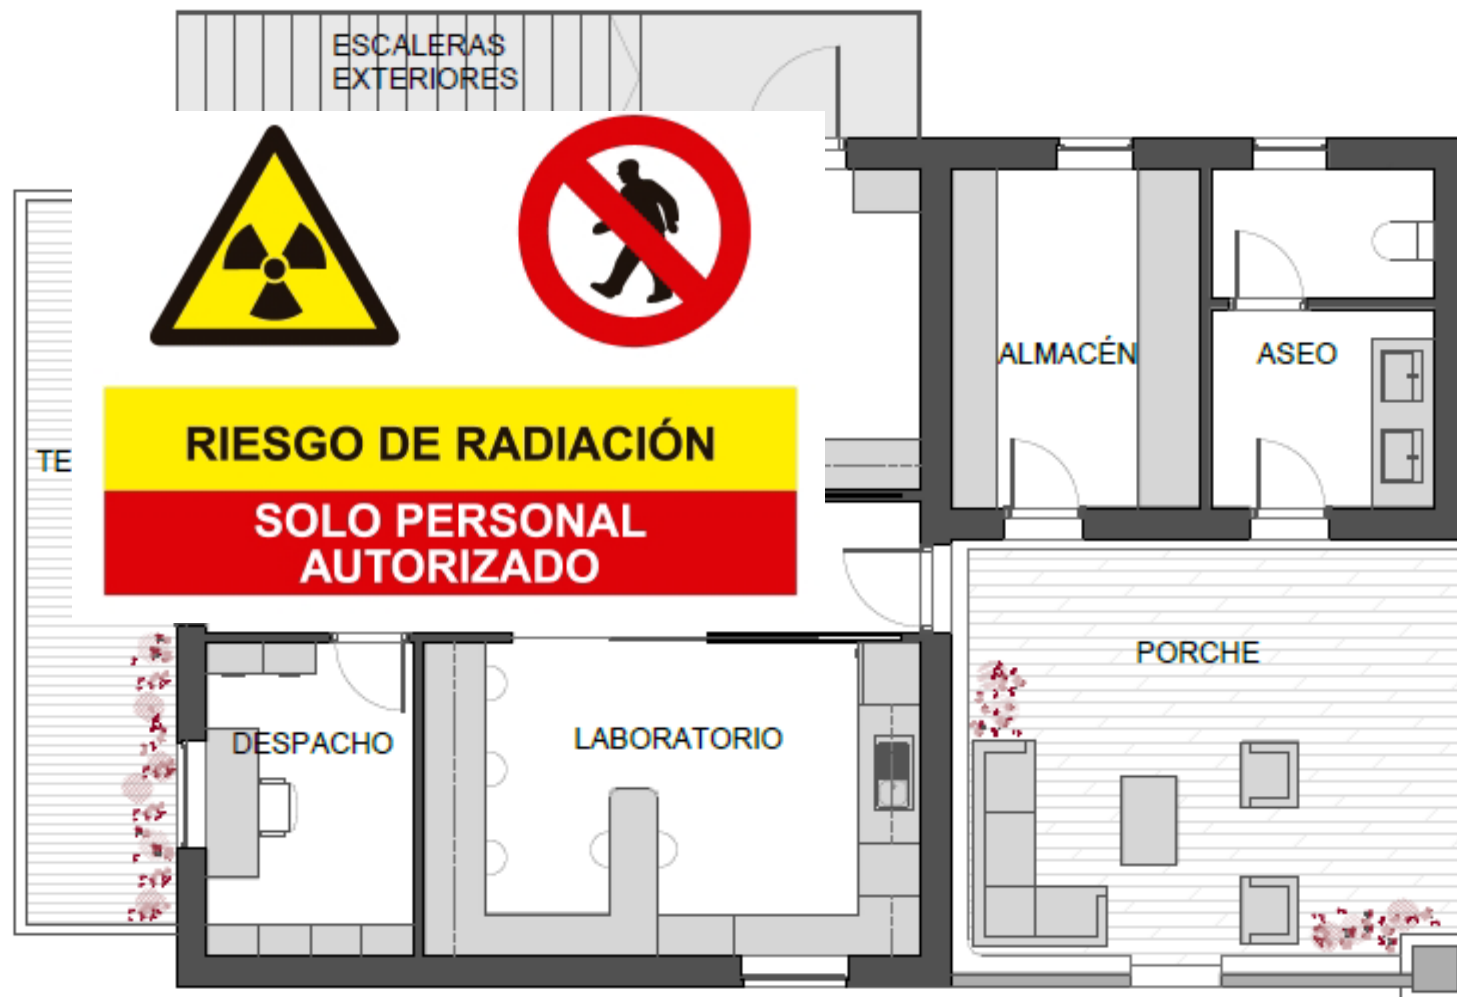 ESCALERAS
EXTERIORES
ALMACÉN
ASEO
TE
RIESGO DE RADIACIÓN
SOLO PERSONAL
AUTORIZADO
PORCHE
DESPACHO
LABORATORIO